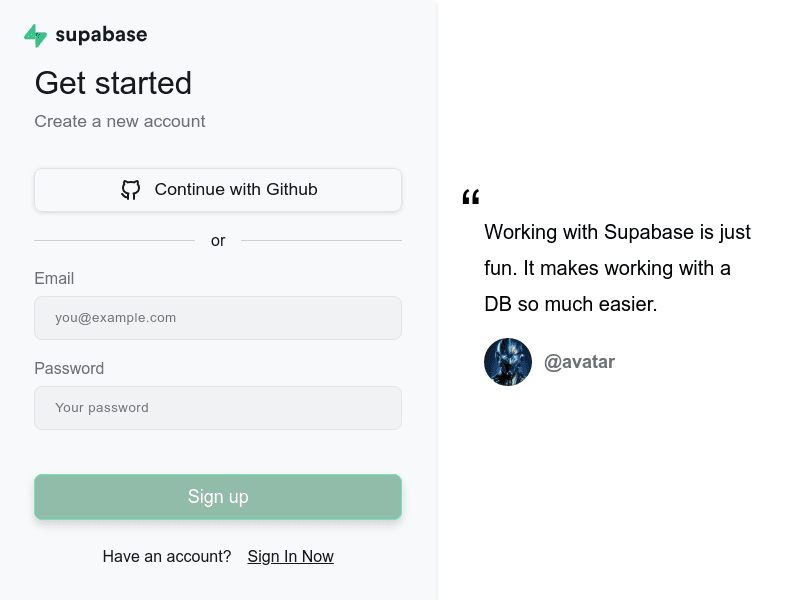 supabase
Get started
Create a new account
Continue with Github
or
Email
you@example.com
Password
Your password
Sign up
Have an account? Sign In Now
“
Working with Supabase is just
fun. It makes working with a
DB so much easier.
@avatar